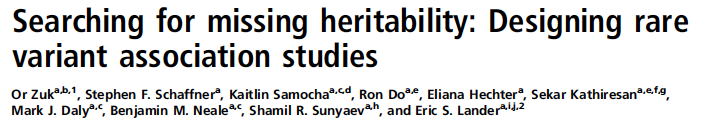 Searching for missing heritability: Designing rare
variant association studies
Or Zuka,b,1, Stephen F. Schaffnera, Kaitlin Samochaa,c,d, Ron Doa,e, Eliana Hechtera, Sekar Kathiresana,e,f,g,
Mark J. Dalya,c, Benjamin M. Nealea,c, Shamil R. Sunyaeva,h, and Eric S. Landera,i,j,2